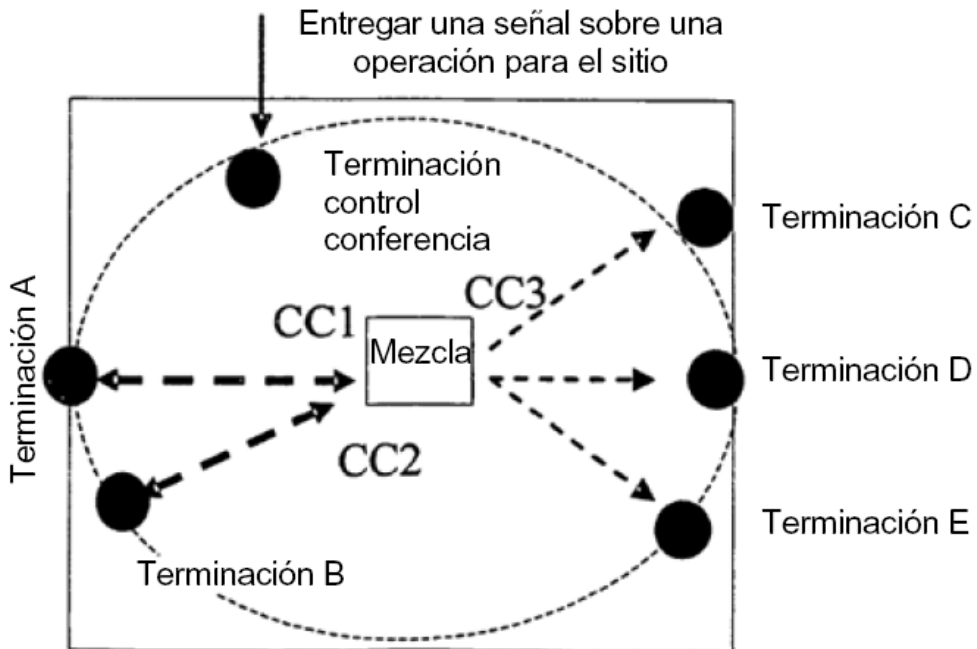 Entregar una señal sobre una
operación para el sitio
Terminación
control
conferencia
Terminación C
CC3
CC1
Mezcla
Terminación A
Terminación D
CC2
Terminación E
Terminación B